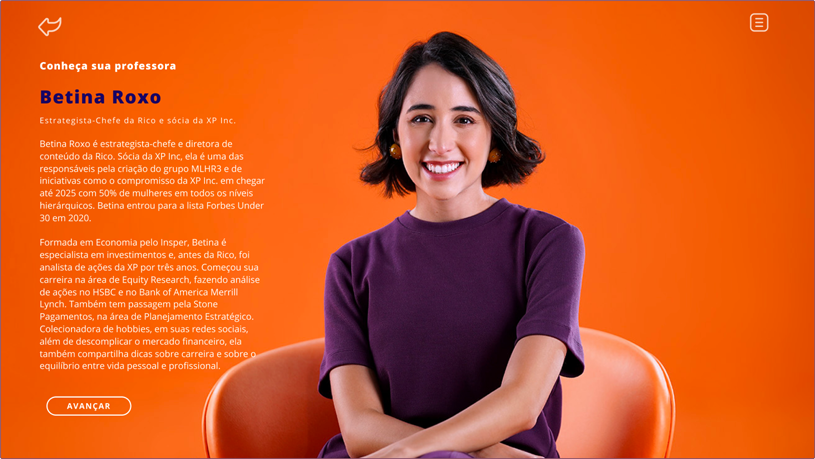 Conheça sua professora
Betina Roxo
Estrategista-Chefe da Rico e sócia da XP Inc.
Betina Roxo é estrategista-chefe e diretora de
conteúdo da Rico. Sócia da XP Inc, ela é uma das
responsáveis pela criação do grupo MLHR3 e de
iniciativas como o compromisso da XP Inc. em chegar
até 2025 com 50% de mulheres em todos os níveis
hierárquicos. Betina entrou para a lista Forbes Under
30 em 2020.
Formada em Economia pelo Insper, Betina é
especialista em investimentos e, antes da Rico, foi
analista de ações da XP por três anos. Começou sua
carreira na área de Equity Research, fazendo análise
de ações no HSBC e no Bank of America Merrill
Lynch. Também tem passagem pela Stone
Pagamentos, na área de Planejamento Estratégico.
Colecionadora de hobbies, em suas redes sociais,
além de descomplicar o mercado financeiro, ela
também compartilha dicas sobre carreira e sobre o
equilíbrio entre vida pessoal e profissional.
AVANÇAR